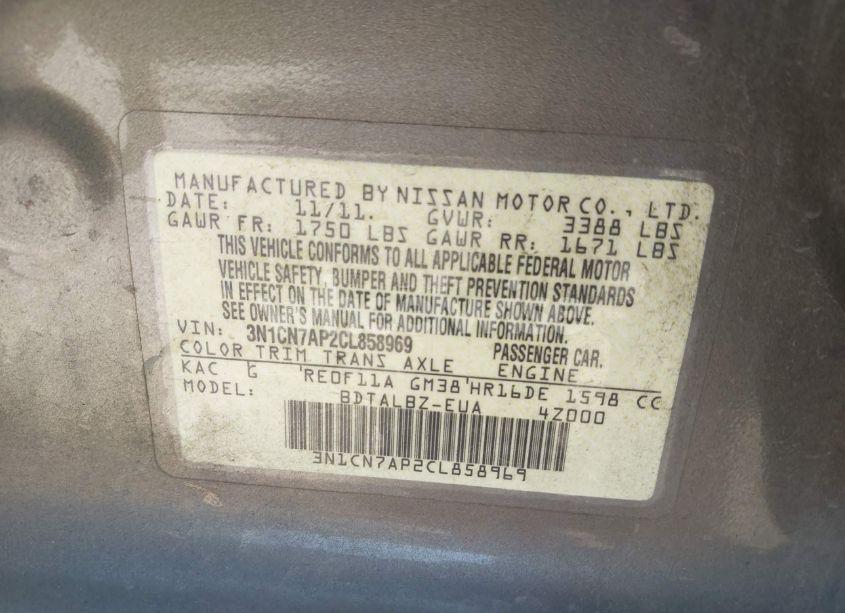 MANUFACTURED BY NISSAN MOTOR CO., LTD.
DATE: 11/11. GVWR: 3388 LBS
GAWR FR: 1750 LBS GAWR RR: 1671 LBS
THIS VEHICLE CONFORMS TO ALL APPLICABLE FEDERAL MOTOR
VEHICLE SAFETY, BUMPER AND THEFT PREVENTION STANDARDS
IN EFFECT ON THE DATE OF MANUFACTURE SHOWN ABOVE.
SEE OWNER'S MANUAL FOR ADDITIONAL INFORMATION.
VIN: 3N1CN7AP2CL858969 PASSENGER CAR.
COLOR TRIM TRANS AXLE ENGINE
KAC G RE0F11A GM38 HR16DE 1598 CC
MODEL: BDTALBZ-EUA 4Z000
3N1CN7AP2CL858969